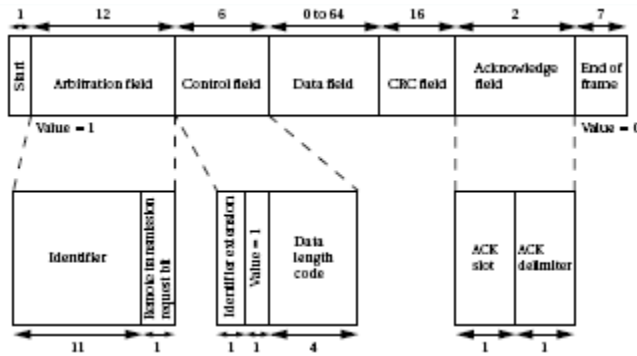 1 12 6 0 to 64 16 2 7
Start
Arbitration field
Control field
Data field
CRC field
Acknowledge
field
End of
frame
Value = 1
Value = 0
Identifier
Remote transmission
request bit
Identifier extension
Value = 1
Data
length
code
ACK
slot
ACK
delimiter
11 1 1 1 4 1 1